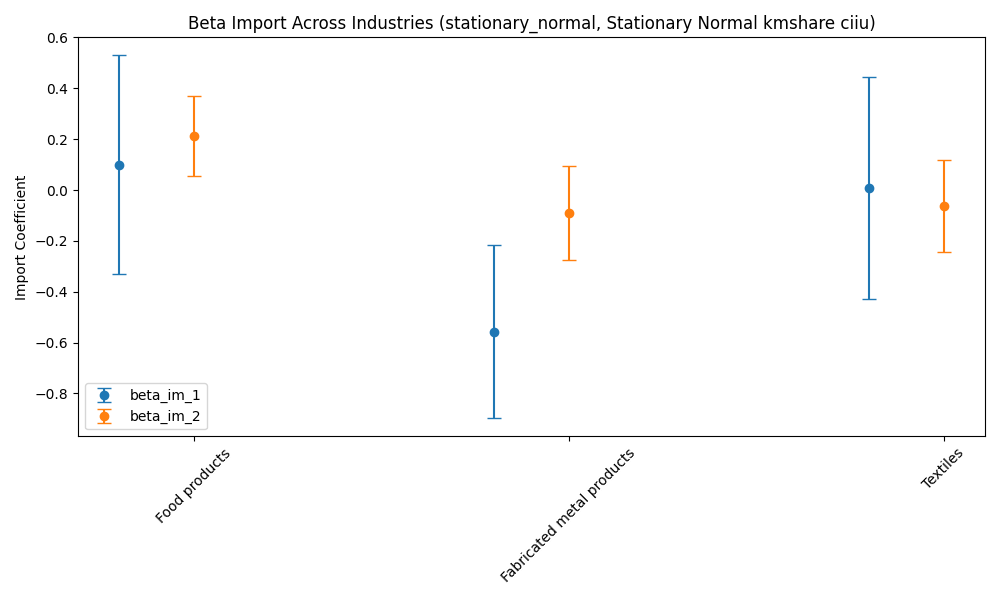 Beta Import Across Industries (stationary_normal, Stationary Normal kmshare ciiu)
Import Coefficient
0.6
0.4
0.2
0.0
−0.2
−0.4
−0.6
−0.8
beta_im_1
beta_im_2
Food products
Fabricated metal products
Textiles